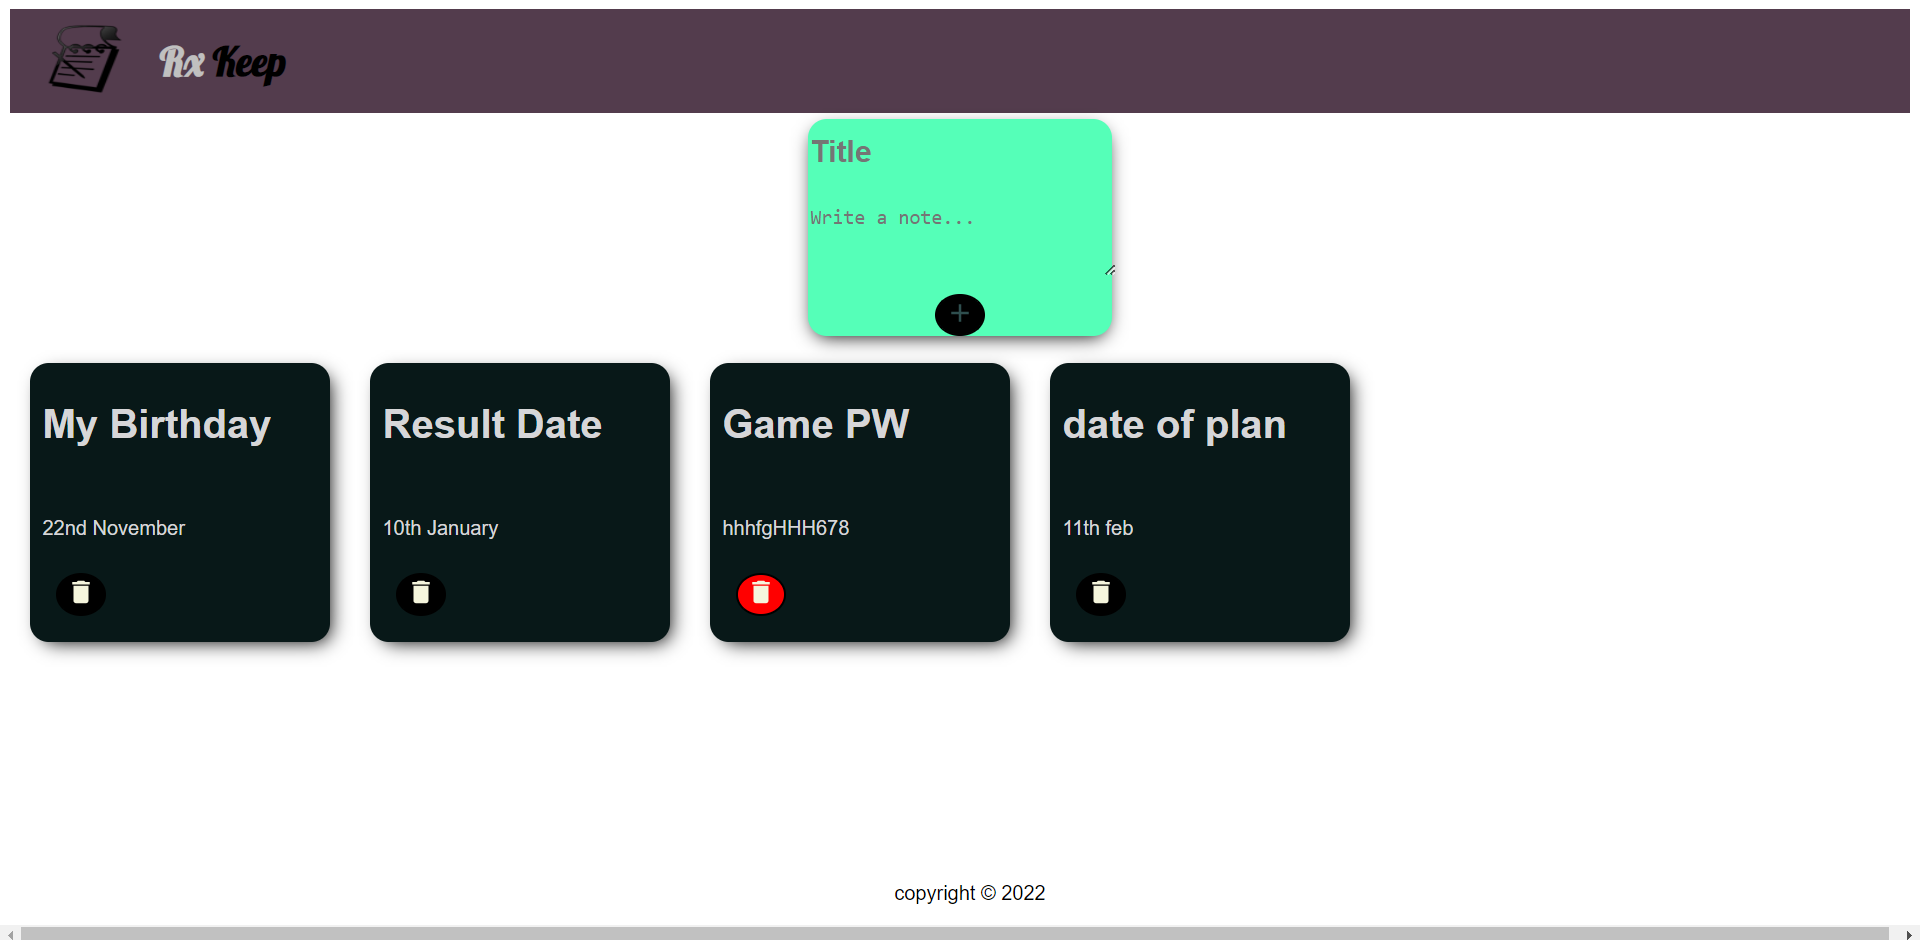 Rx Keep
Title
Write a note...
My Birthday
22nd November
Result Date
10th January
Game PW
hhhfgHHH678
date of plan
11th feb
copyright © 2022